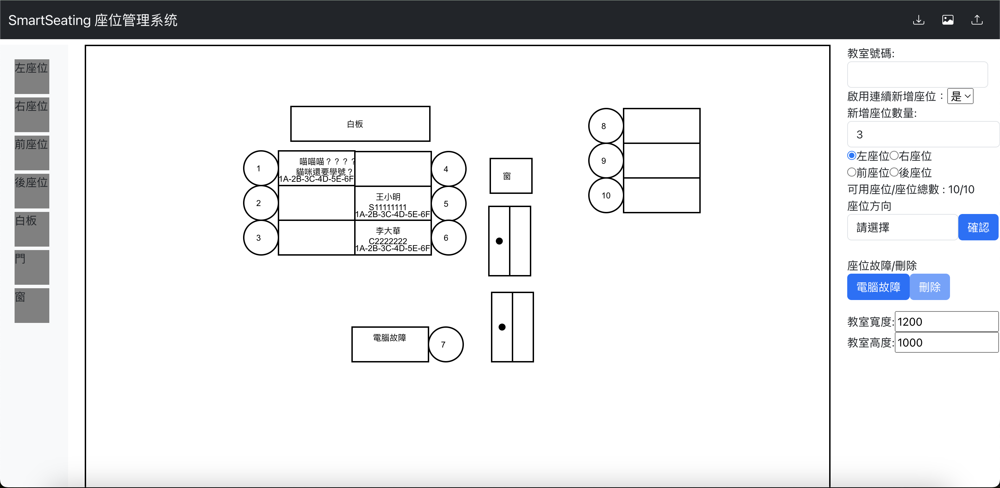 SmartSeating 座位管理系统
左座位
右座位
前座位
後座位
白板
門
窗
白板
1
喵喵喵？？？？
貓咪還要學號？
1A-2B-3C-4D-5E-6F
4
2
王小明
S11111111
1A-2B-3C-4D-5E-6F
5
3
李大華
C2222222
1A-2B-3C-4D-5E-6F
6
窗
電腦故障
7
8
9
10
教室號碼:
啟用連續新增座位：是
新增座位數量:
3
左座位 右座位
前座位 後座位
可用座位/座位總數 : 10/10
座位方向
請選擇 確認
座位故障/刪除
電腦故障 刪除
教室寬度: 1200
教室高度: 1000